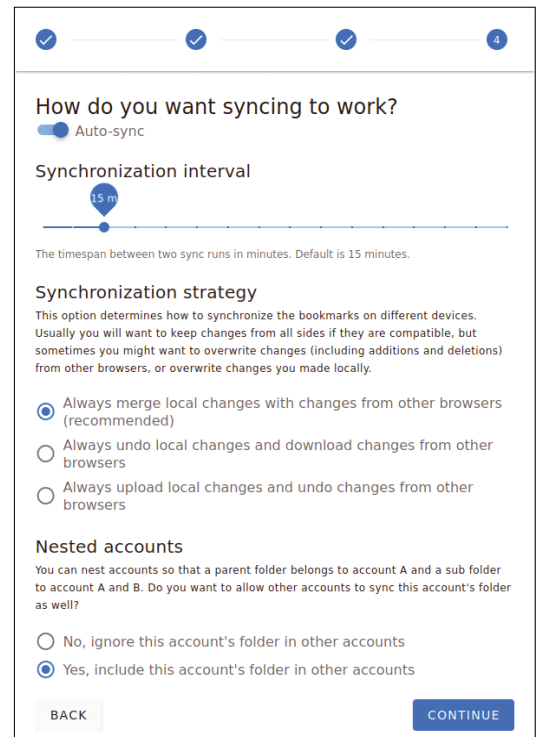 4
How do you want syncing to work?
Auto-sync
Synchronization interval
15 m
The timespan between two sync runs in minutes. Default is 15 minutes.
Synchronization strategy
This option determines how to synchronize the bookmarks on different devices.
Usually you will want to keep changes from all sides if they are compatible, but
sometimes you might want to overwrite changes (including additions and deletions)
from other browsers, or overwrite changes you made locally.
Always merge local changes with changes from other browsers
(recommended)
Always undo local changes and download changes from other
browsers
Always upload local changes and undo changes from other
browsers
Nested accounts
You can nest accounts so that a parent folder belongs to account A and a sub folder
to account A and B. Do you want to allow other accounts to sync this account's folder
as well?
No, ignore this account's folder in other accounts
Yes, include this account's folder in other accounts
BACK
CONTINUE